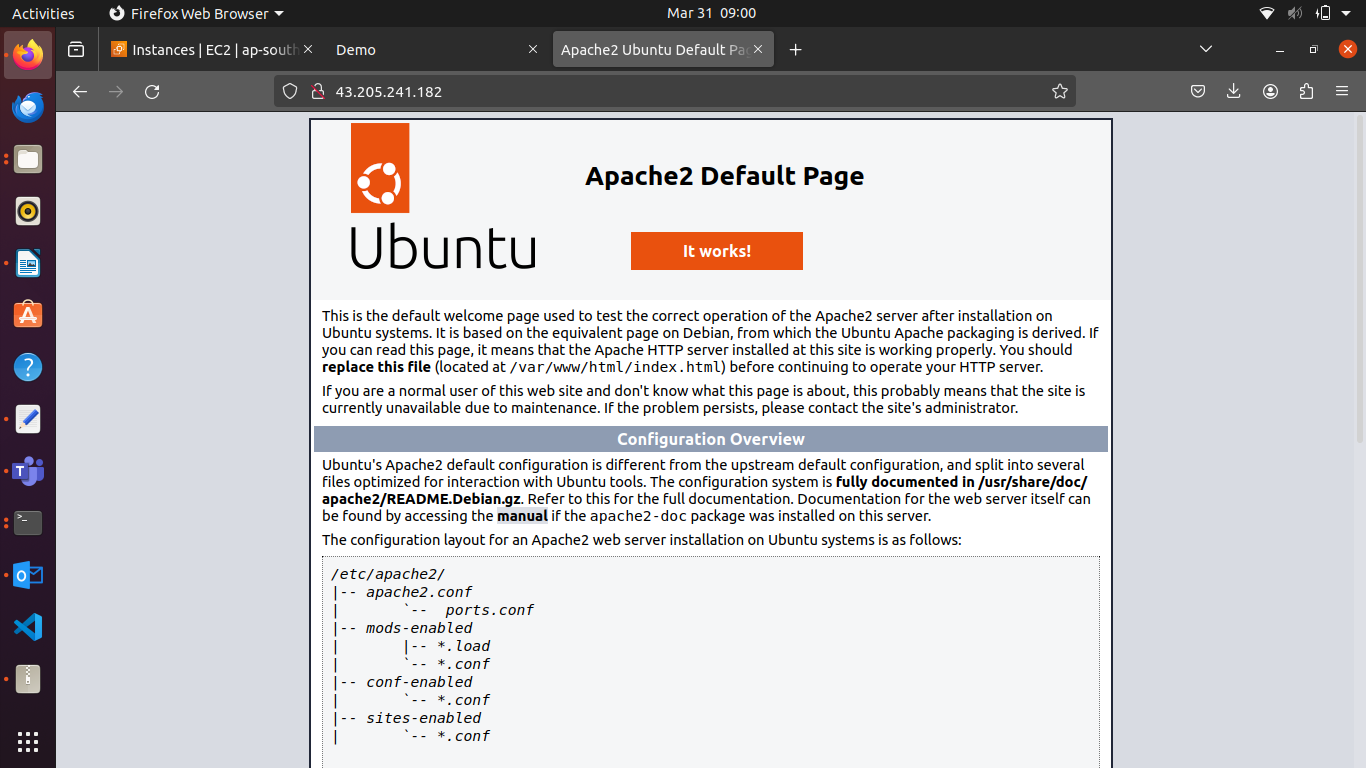 Activities
Firefox Web Browser
Mar 31 09:00
Instances | EC2 | ap-south
Demo
Apache2 Ubuntu Default Pag
43.205.241.182
Ubuntu
Apache2 Default Page
It works!
This is the default welcome page used to test the correct operation of the Apache2 server after installation on
Ubuntu systems. It is based on the equivalent page on Debian, from which the Ubuntu Apache packaging is derived. If
you can read this page, it means that the Apache HTTP server installed at this site is working properly. You should
replace this file (located at /var/www/html/index.html) before continuing to operate your HTTP server.
If you are a normal user of this web site and don't know what this page is about, this probably means that the site is
currently unavailable due to maintenance. If the problem persists, please contact the site's administrator.
Configuration Overview
Ubuntu's Apache2 default configuration is different from the upstream default configuration, and split into several
files optimized for interaction with Ubuntu tools. The configuration system is fully documented in /usr/share/doc/
apache2/README.Debian.gz. Refer to this for the full documentation. Documentation for the web server itself can
be found by accessing the manual if the apache2-doc package was installed on this server.
The configuration layout for an Apache2 web server installation on Ubuntu systems is as follows:
/etc/apache2/
|-- apache2.conf
|       `--  ports.conf
|-- mods-enabled
|       |-- *.load
|       `-- *.conf
|-- conf-enabled
|       `-- *.conf
|-- sites-enabled
|       `-- *.conf